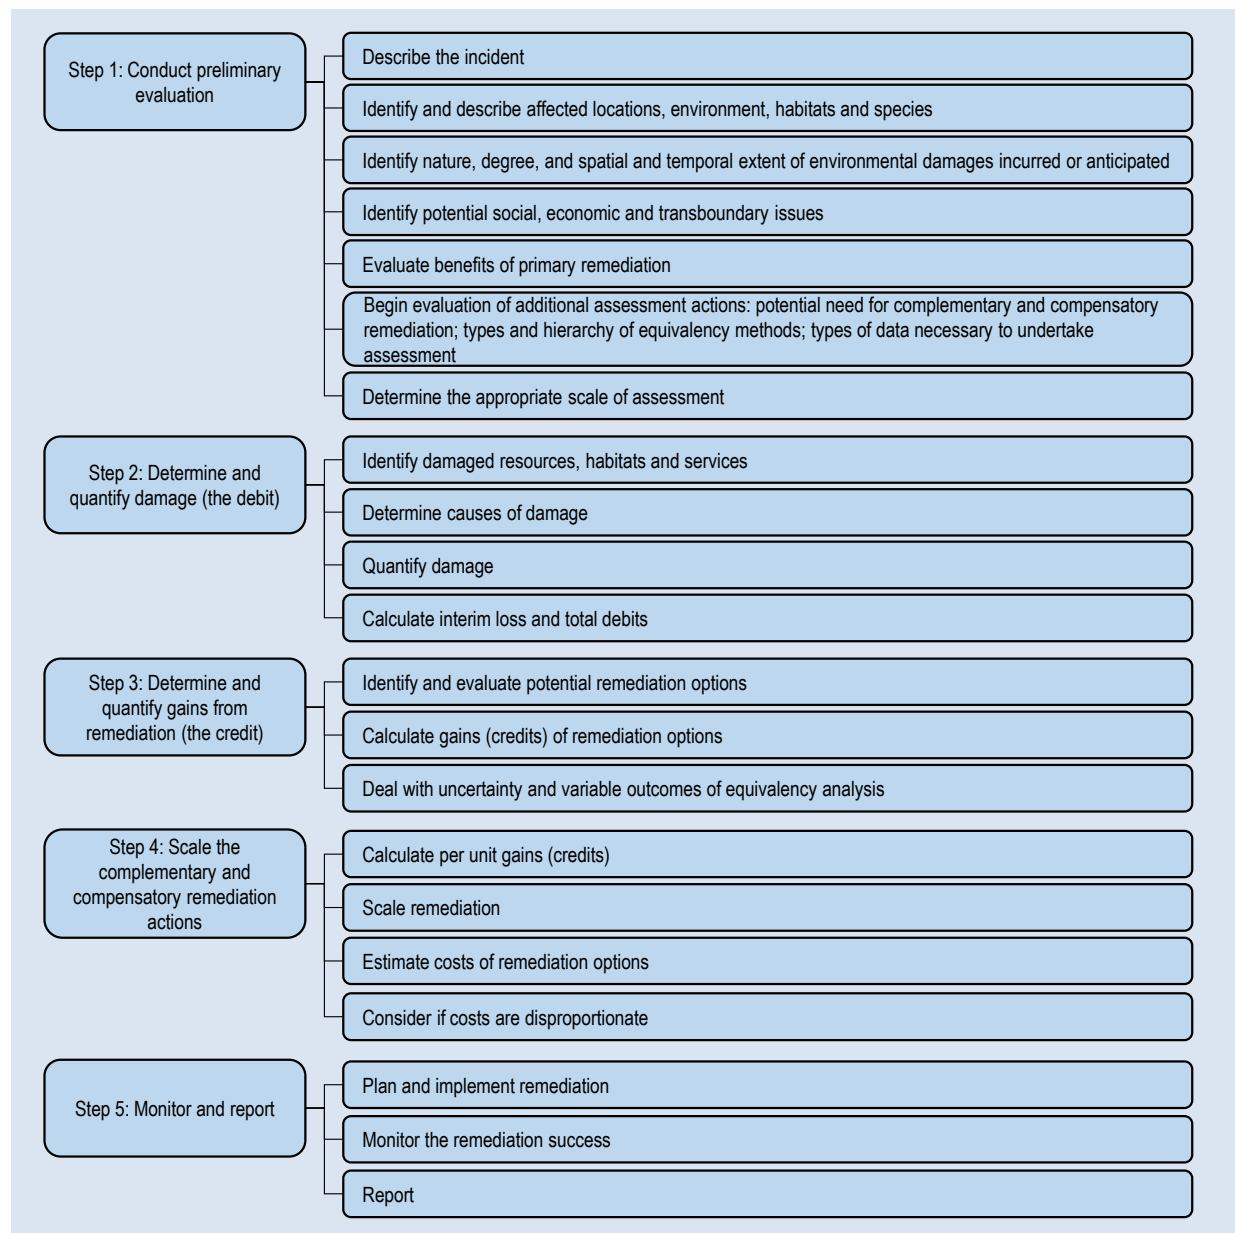 Step 1: Conduct preliminary
evaluation
Describe the incident
Identify and describe affected locations, environment, habitats and species
Identify nature, degree, and spatial and temporal extent of environmental damages incurred or anticipated
Identify potential social, economic and transboundary issues
Evaluate benefits of primary remediation
Begin evaluation of additional assessment actions: potential need for complementary and compensatory
remediation; types and hierarchy of equivalency methods; types of data necessary to undertake
assessment
Determine the appropriate scale of assessment
Step 2: Determine and
quantify damage (the debit)
Identify damaged resources, habitats and services
Determine causes of damage
Quantify damage
Calculate interim loss and total debits
Step 3: Determine and
quantify gains from
remediation (the credit)
Identify and evaluate potential remediation options
Calculate gains (credits) of remediation options
Deal with uncertainty and variable outcomes of equivalency analysis
Step 4: Scale the
complementary and
compensatory remediation
actions
Calculate per unit gains (credits)
Scale remediation
Estimate costs of remediation options
Consider if costs are disproportionate
Step 5: Monitor and report
Plan and implement remediation
Monitor the remediation success
Report